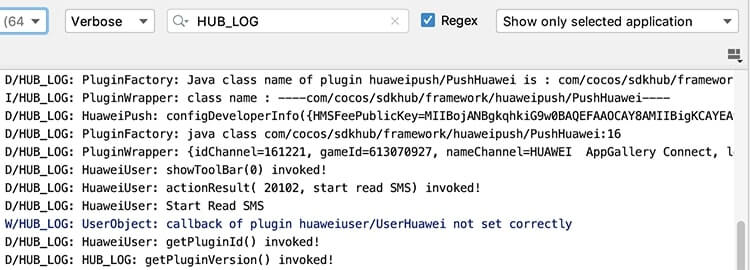 (64
Verbose
HUB_LOG
Regex
Show only selected application
D/HUB_LOG: PluginFactory: Java class name of plugin huaweipush/PushHuawei is : com/cocos/sdkhub/framewor
I/HUB_LOG: PluginWrapper: class name : ----com/cocos/sdkhub/framework/huaweipush/PushHuawei----
D/HUB_LOG: HuaweiPush: configDeveloperInfo({HMSFeePublicKey=MIIBojANBgkqhkiG9w0BAQEFAAOCAY8AMIIBigKCAYEA
D/HUB_LOG: PluginFactory: java class com/cocos/sdkhub/framework/huaweipush/PushHuawei:16
D/HUB_LOG: PluginWrapper: {idChannel=161221, gameId=613070927, nameChannel=HUAWEI  AppGallery Connect, l
D/HUB_LOG: HuaweiUser: showToolBar(0) invoked!
D/HUB_LOG: HuaweiUser: actionResult( 20102, start read SMS) invoked!
D/HUB_LOG: HuaweiUser: Start Read SMS
W/HUB_LOG: UserObject: callback of plugin huaweiuser/UserHuawei not set correctly
D/HUB_LOG: HuaweiUser: getPluginId() invoked!
D/HUB_LOG: HUB_LOG: getPluginVersion() invoked!